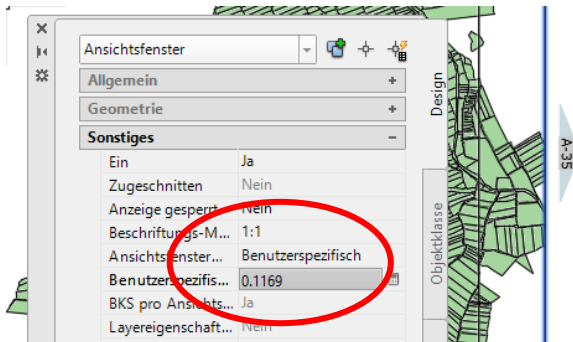 Ansichtsfenster
Allgemein +
Geometrie +
Sonstiges –
Ein Ja
Zugeschnitten Nein
Anzeige gesperrt Nein
Beschriftungs-M... 1:1
Ansichtsfenster... Benutzerspezifisch
Benutzerspezifis... 0.1169
BKS pro Ansichts... Ja
Layereigenschaft... Nein
Design
Objektklasse
A-35